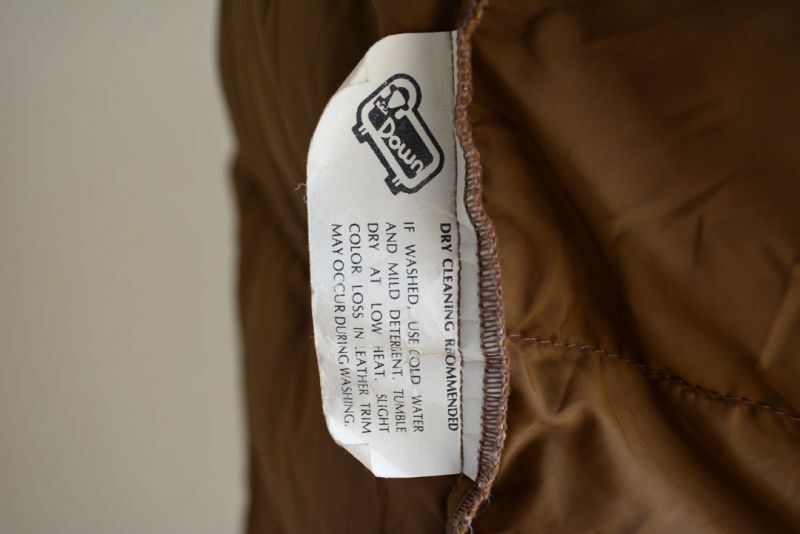 Down
DRY CLEANING RECOMMENDED
IF WASHED, USE COLD WATER
AND MILD DETERGENT. TUMBLE
DRY AT LOW HEAT. SLIGHT
COLOR LOSS IN LEATHER TRIM
MAY OCCUR DURING WASHING.